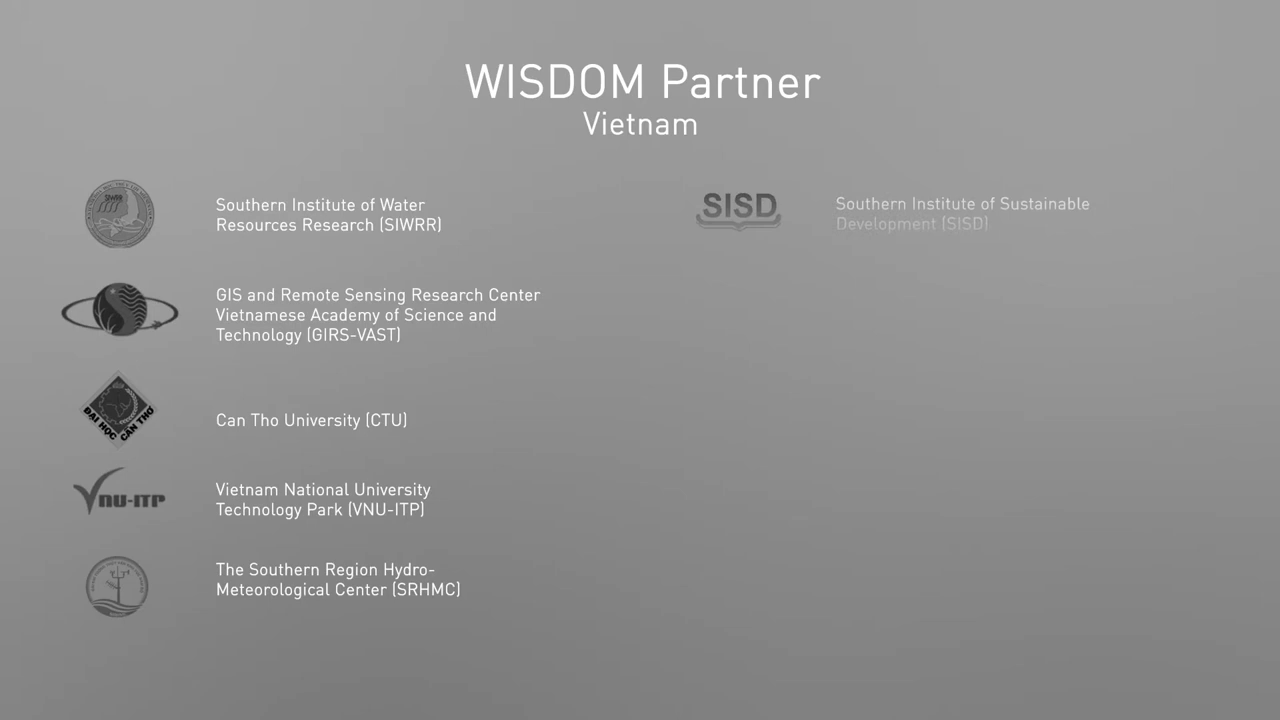 WISDOM Partner
Vietnam
SIWRR
Southern Institute of Water
Resources Research (SIWRR)
GIS and Remote Sensing Research Center
Vietnamese Academy of Science and
Technology (GIRS-VAST)
ĐẠI HỌC CẦN THƠ
Can Tho University (CTU)
VNU-ITP
Vietnam National University
Technology Park (VNU-ITP)
The Southern Region Hydro-
Meteorological Center (SRHMC)
SISD
Southern Institute of Sustainable
Development (SISD)